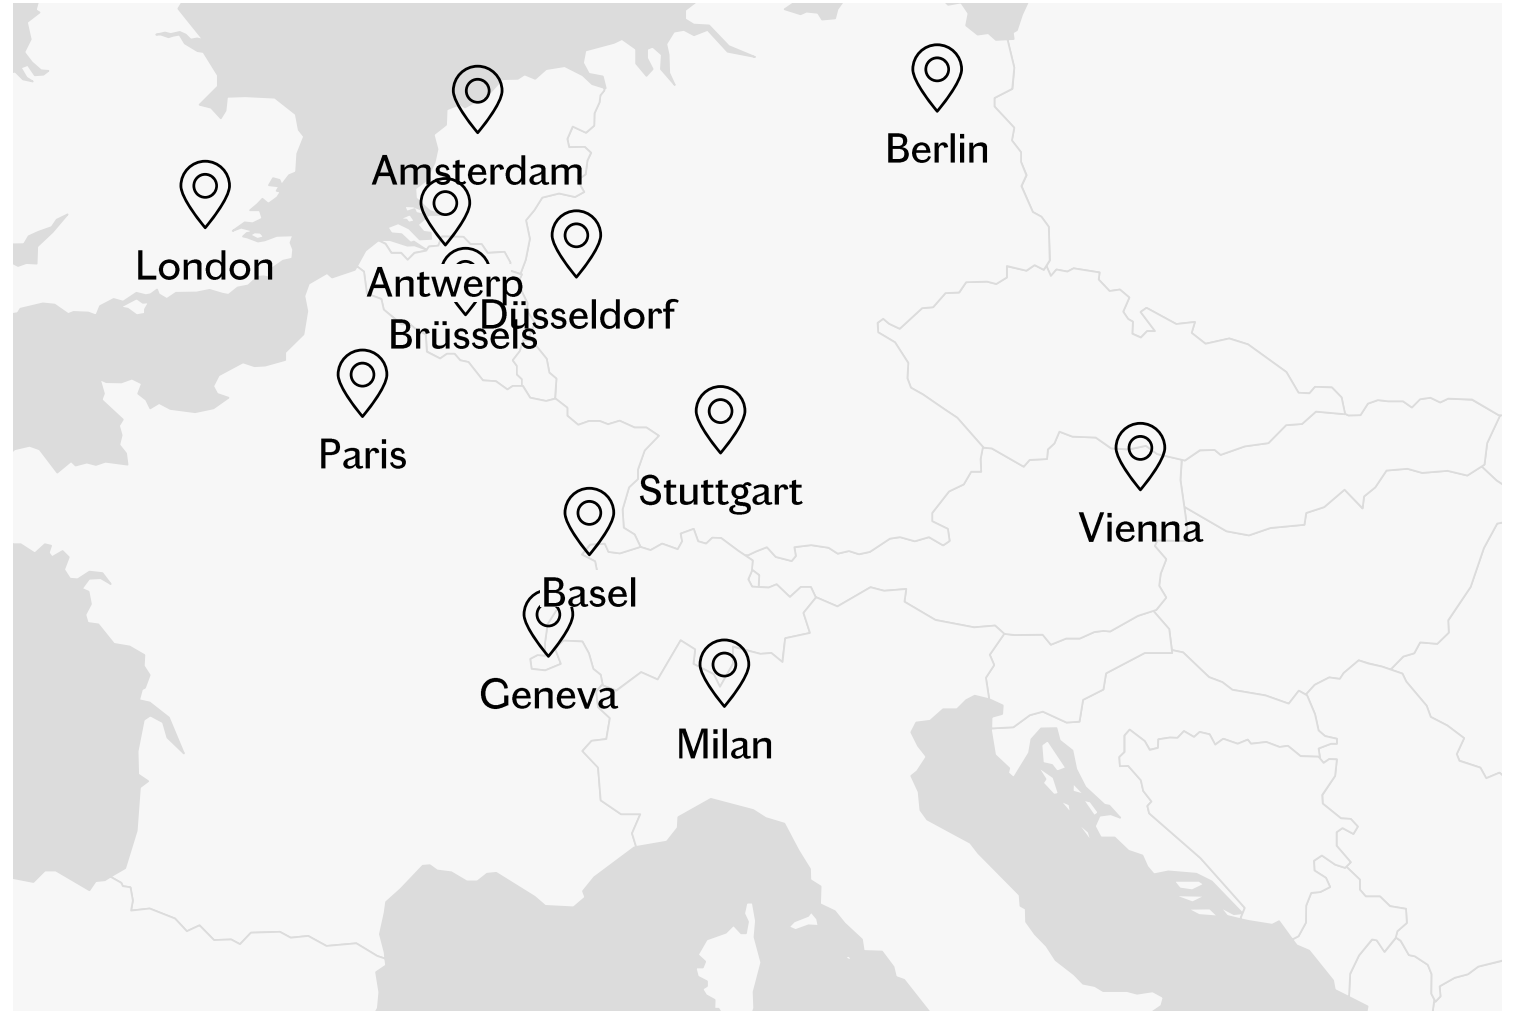 Berlin
Amsterdam
London
Antwerp
Düsseldorf
Brüssels
Paris
Stuttgart
Vienna
Basel
Geneva
Milan